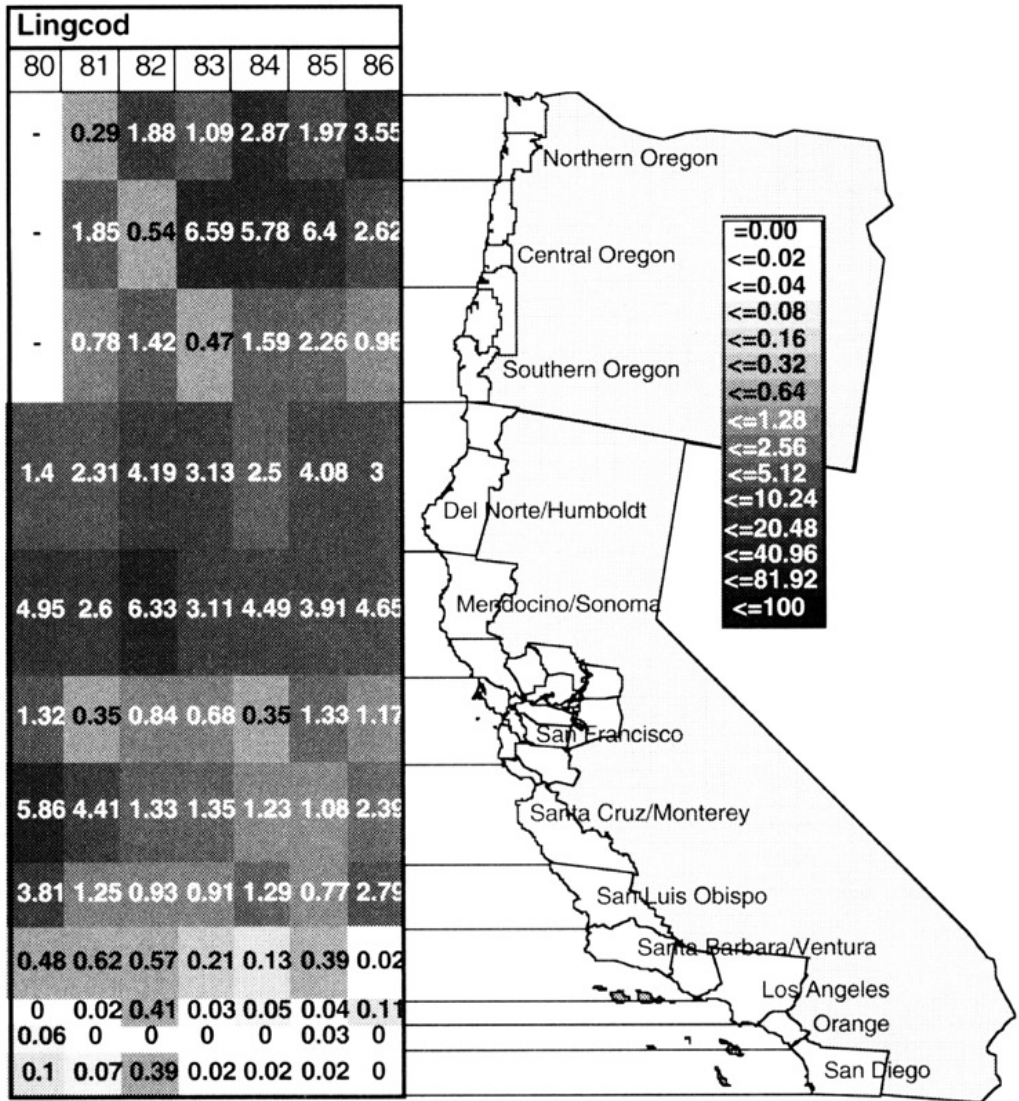 Lingcod
80 81 82 83 84 85 86
- 0.29 1.88 1.09 2.87 1.97 3.55
Northern Oregon
- 1.85 0.54 6.59 5.78 6.4 2.62
Central Oregon
- 0.78 1.42 0.47 1.59 2.26 0.96
Southern Oregon
1.4 2.31 4.19 3.13 2.5 4.08 3
Del Norte/Humboldt
4.95 2.6 6.33 3.11 4.49 3.91 4.65
Mendocino/Sonoma
1.32 0.35 0.84 0.68 0.35 1.33 1.17
San Francisco
5.86 4.41 1.33 1.35 1.23 1.08 2.39
Santa Cruz/Monterey
3.81 1.25 0.93 0.91 1.29 0.77 2.79
San Luis Obispo
0.48 0.62 0.57 0.21 0.13 0.39 0.02
Santa Barbara/Ventura
0 0.02 0.41 0.03 0.05 0.04 0.11
Los Angeles
0.06 0 0 0 0 0.03 0
Orange
0.1 0.07 0.39 0.02 0.02 0.02 0
San Diego
=0.00
<=0.02
<=0.04
<=0.08
<=0.16
<=0.32
<=0.64
<=1.28
<=2.56
<=5.12
<=10.24
<=20.48
<=40.96
<=81.92
<=100